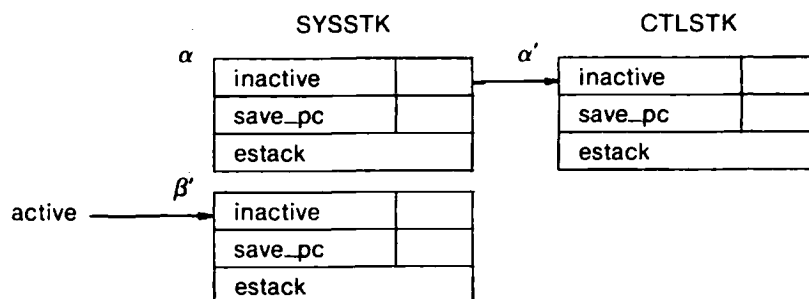 SYSSTK CTLSTK
α α′
inactive inactive
save_pc save_pc
estack estack
β′
active inactive
save_pc
estack